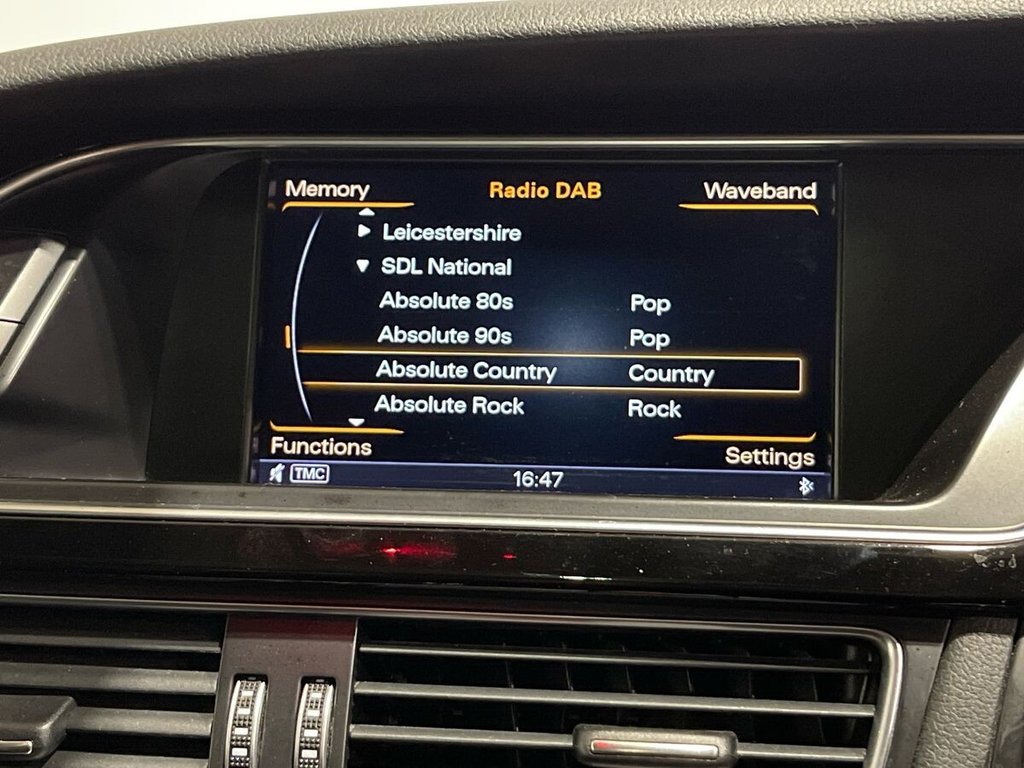 Memory Radio DAB Waveband
Leicestershire
SDL National
Absolute 80s Pop
Absolute 90s Pop
Absolute Country Country
Absolute Rock Rock
Functions Settings
TMC 16:47